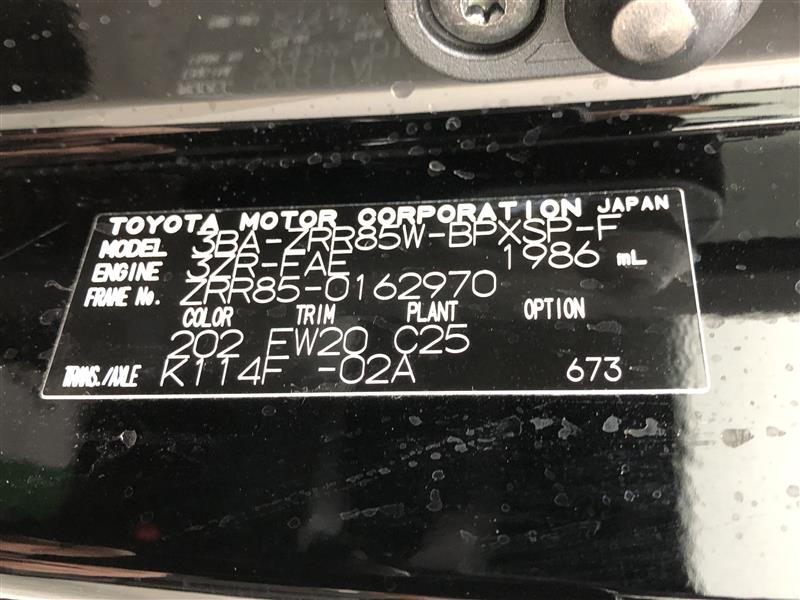 TOYOTA MOTOR CORPORATION JAPAN
MODEL 3BA-ZRR85W-BPXSP-F
ENGINE 3ZR-FAE 1986 mL
FRAME No. ZRR85-0162970
COLOR TRIM PLANT OPTION
202 FW20 C25
TRANS./AXLE K114F -02A 673